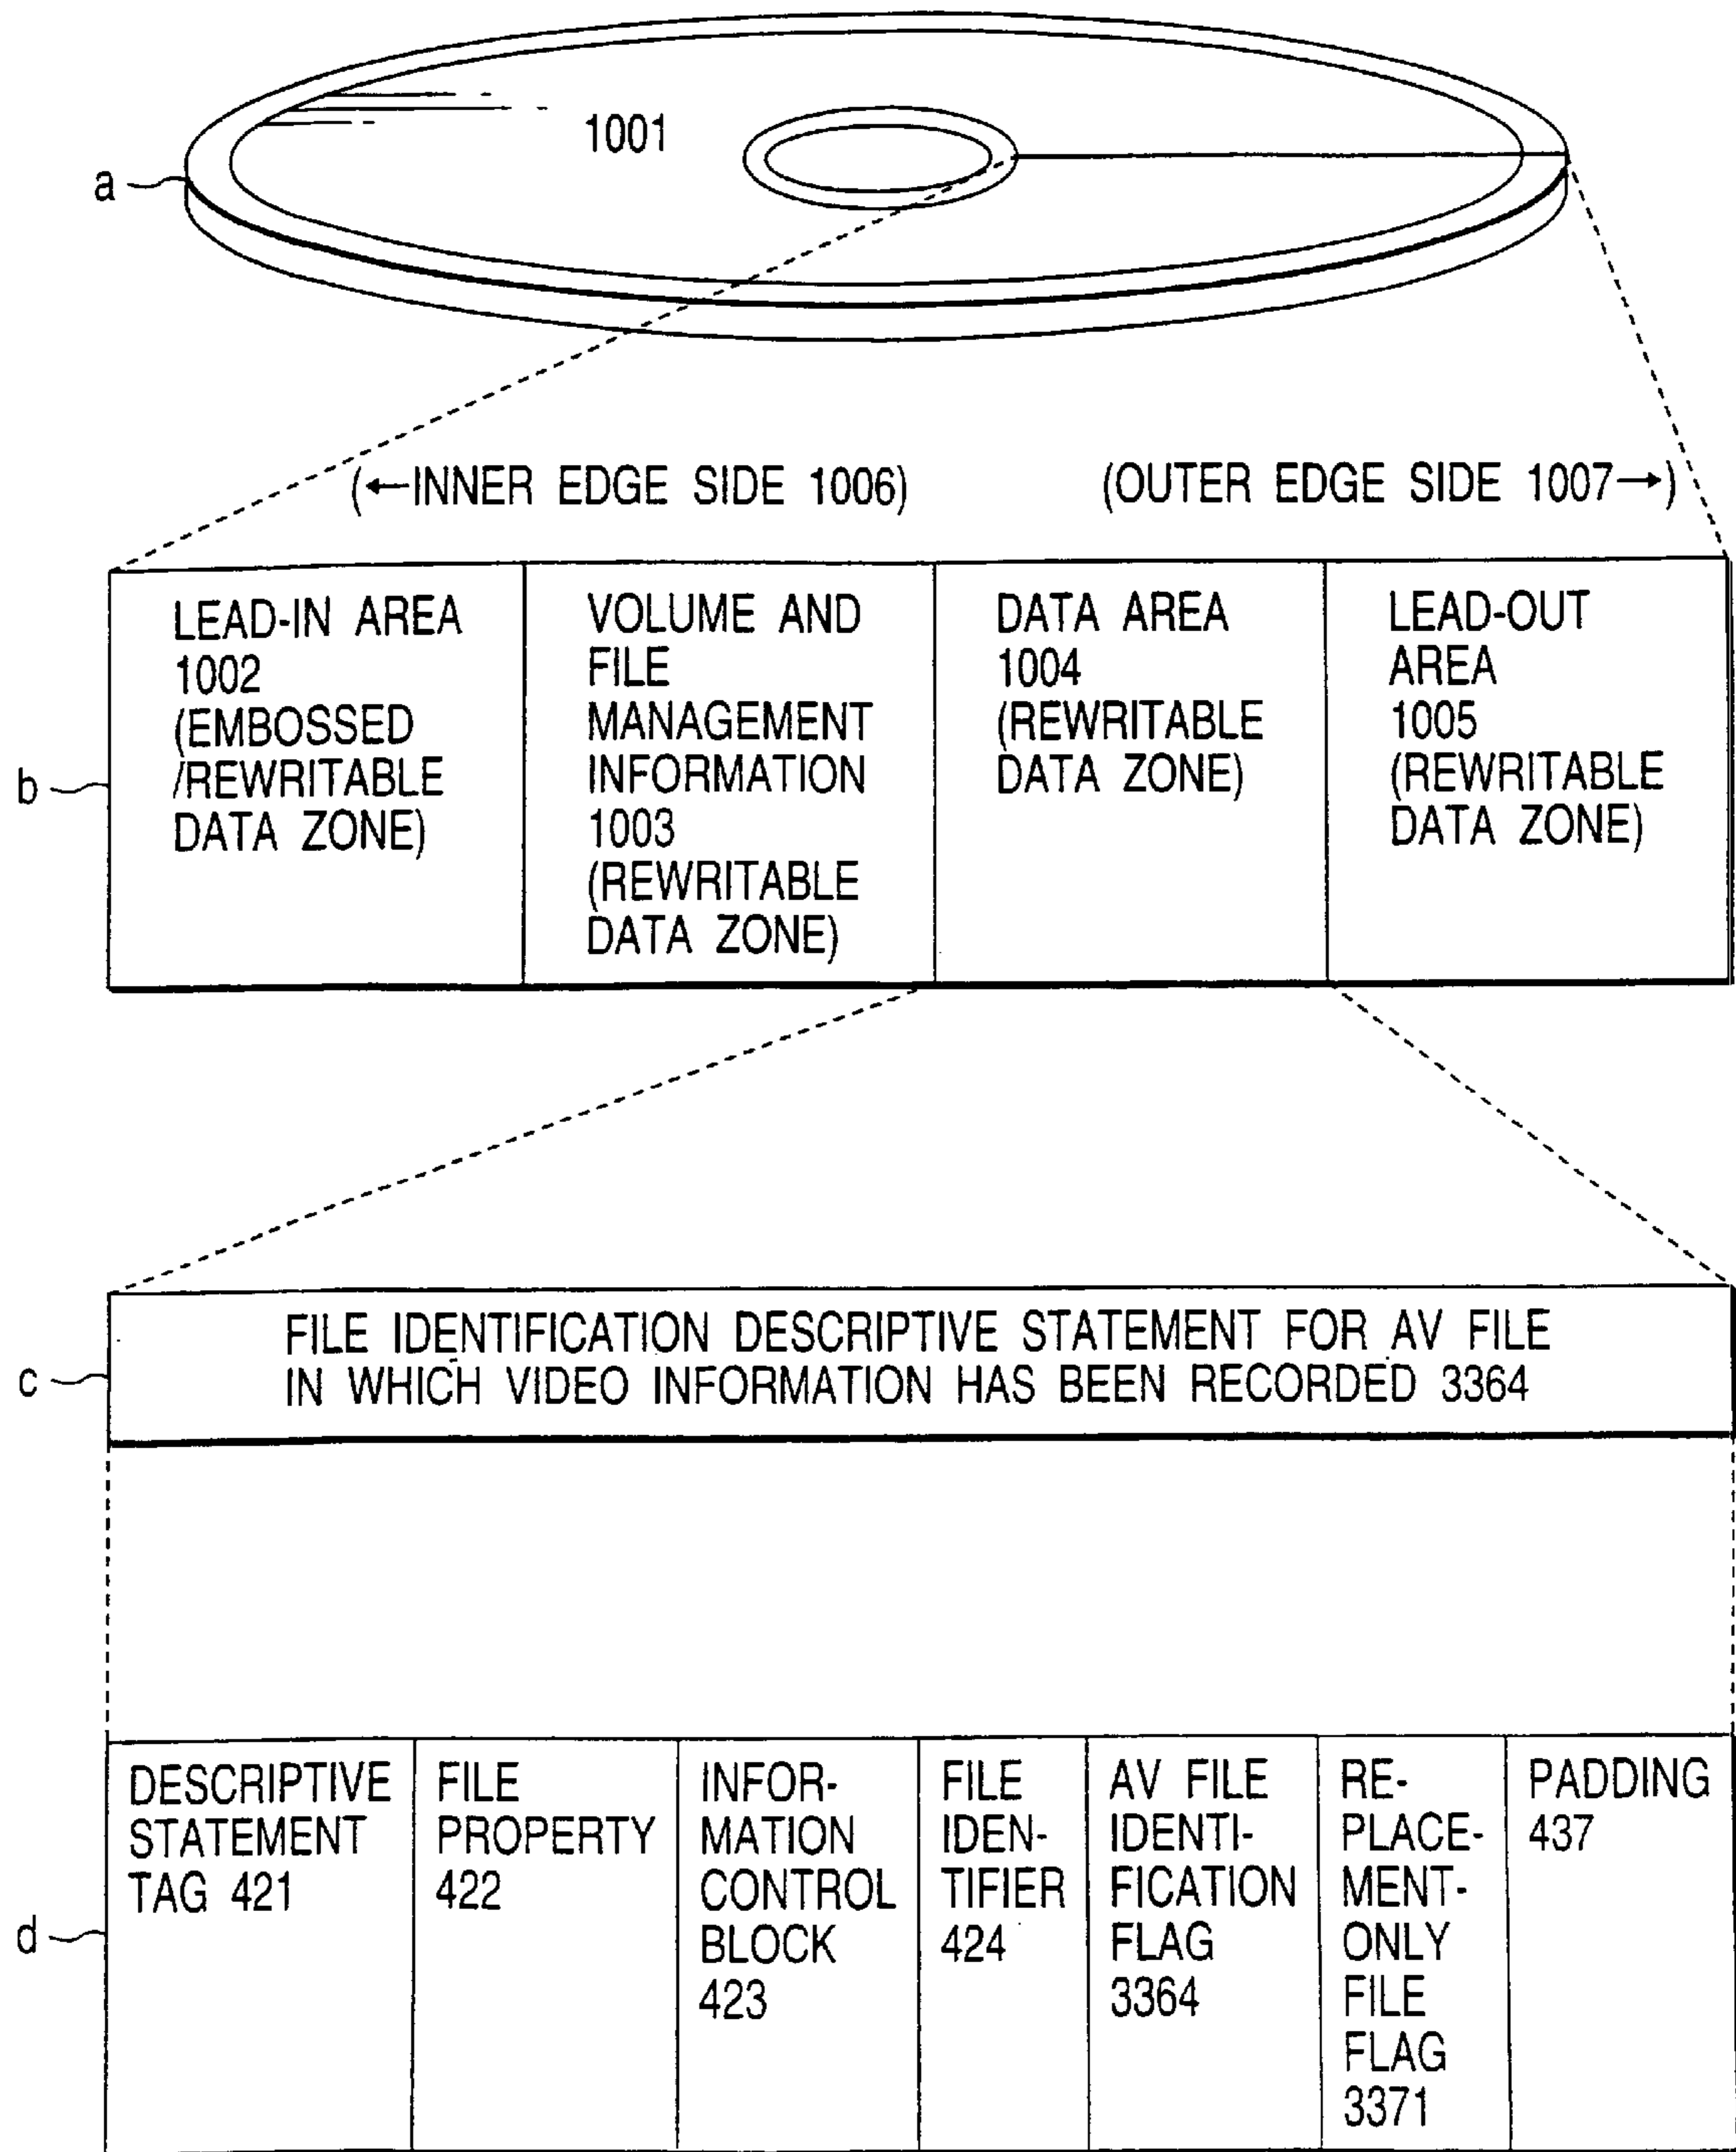 1001
a
(←INNER EDGE SIDE 1006)
(OUTER EDGE SIDE 1007→)
b
LEAD-IN AREA
1002
(EMBOSSED
/REWRITABLE
DATA ZONE)
VOLUME AND
FILE
MANAGEMENT
INFORMATION
1003
(REWRITABLE
DATA ZONE)
DATA AREA
1004
(REWRITABLE
DATA ZONE)
LEAD-OUT
AREA
1005
(REWRITABLE
DATA ZONE)
c
FILE IDENTIFICATION DESCRIPTIVE STATEMENT FOR AV FILE
IN WHICH VIDEO INFORMATION HAS BEEN RECORDED 3364
d
DESCRIPTIVE
STATEMENT
TAG 421
FILE
PROPERTY
422
INFOR-
MATION
CONTROL
BLOCK
423
FILE
IDEN-
TIFIER
424
AV FILE
IDENTI-
FICATION
FLAG
3364
RE-
PLACE-
MENT-
ONLY
FILE
FLAG
3371
PADDING
437